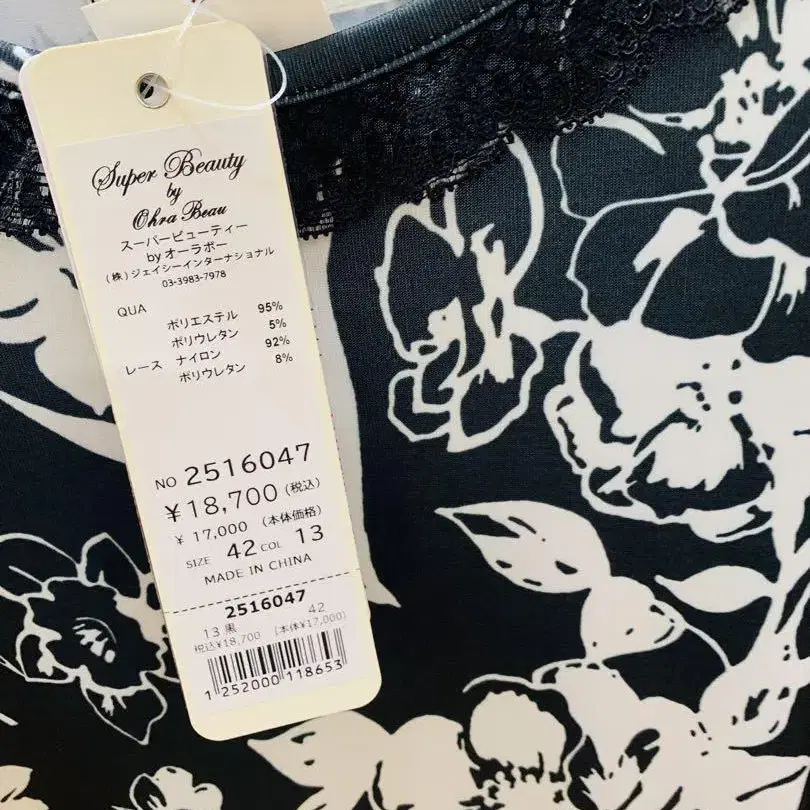 Super Beauty
by
Ohra Beau
スーパービューティー
by オーラボー
(株)ジェイシーインターナショナル
03-3983-7978
QUA
ポリエステル 95%
ポリウレタン 5%
レース ナイロン 92%
ポリウレタン 8%
NO 2516047
¥18,700 (税込)
¥ 17,000 (本体価格)
SIZE 42 COL 13
MADE IN CHINA
2516047
13 黒 42
税込¥18,700 (本体¥17,000)
1 252000 118653